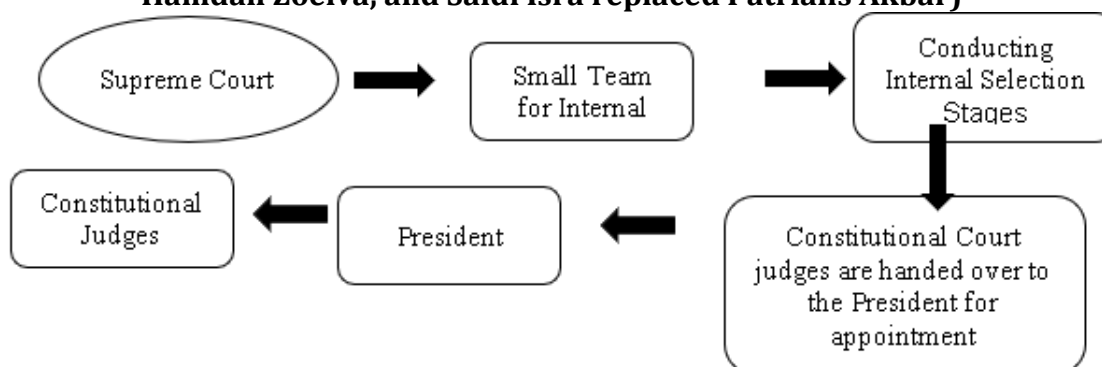 Hamdan Zoelva, and Saldi Isra replaced Patrialis Akbar)
Supreme Court
Small Team
for Internal
Conducting
Internal Selection
Stages
Constitutional Court
judges are handed over to
the President for
appointment
President
Constitutional
Judges